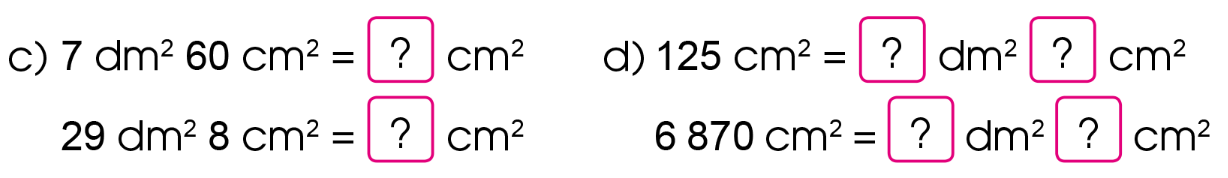 c) 7 dm² 60 cm² = ? cm²
29 dm² 8 cm² = ? cm²
d) 125 cm² = ? dm² ? cm²
6 870 cm² = ? dm² ? cm²